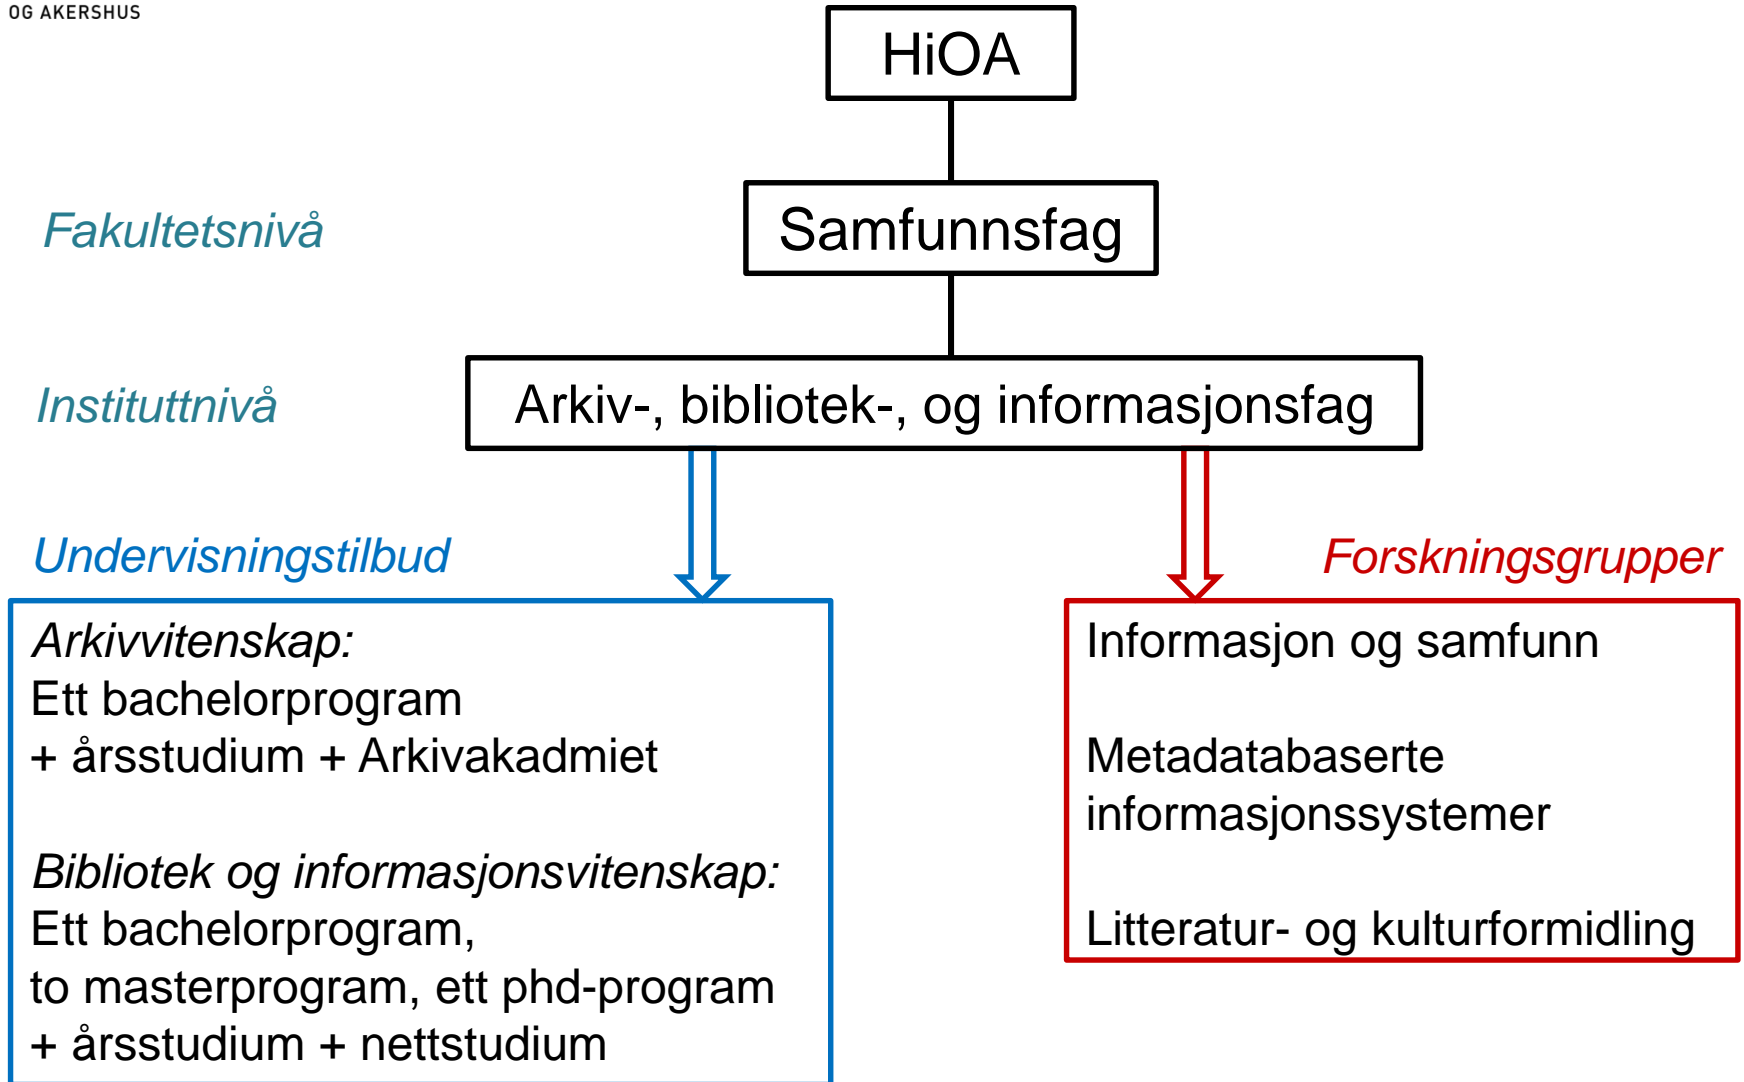 OG AKERSHUS
HiOA
Fakultetsnivå
Samfunnsfag
Instituttnivå
Arkiv-, bibliotek-, og informasjonsfag
Undervisningstilbud
Arkivvitenskap:
Ett bachelorprogram
+ årsstudium + Arkivakadmiet
Bibliotek og informasjonsvitenskap:
Ett bachelorprogram,
to masterprogram, ett phd-program
+ årsstudium + nettstudium
Forskningsgrupper
Informasjon og samfunn
Metadatabaserte
informasjonssystemer
Litteratur- og kulturformidling